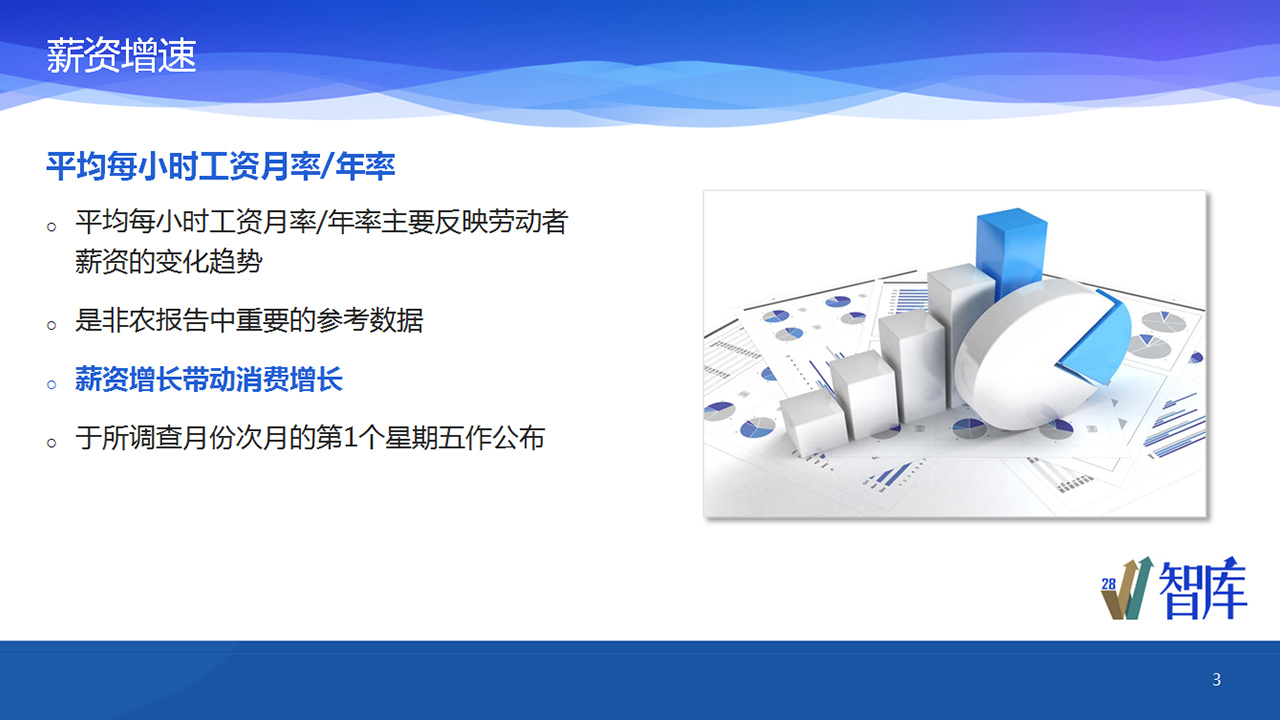 薪资增速
平均每小时工资月率/年率
平均每小时工资月率/年率主要反映劳动者
薪资的变化趋势
是非农报告中重要的参考数据
薪资增长带动消费增长
于所调查月份次月的第1个星期五作公布
28
智库
3